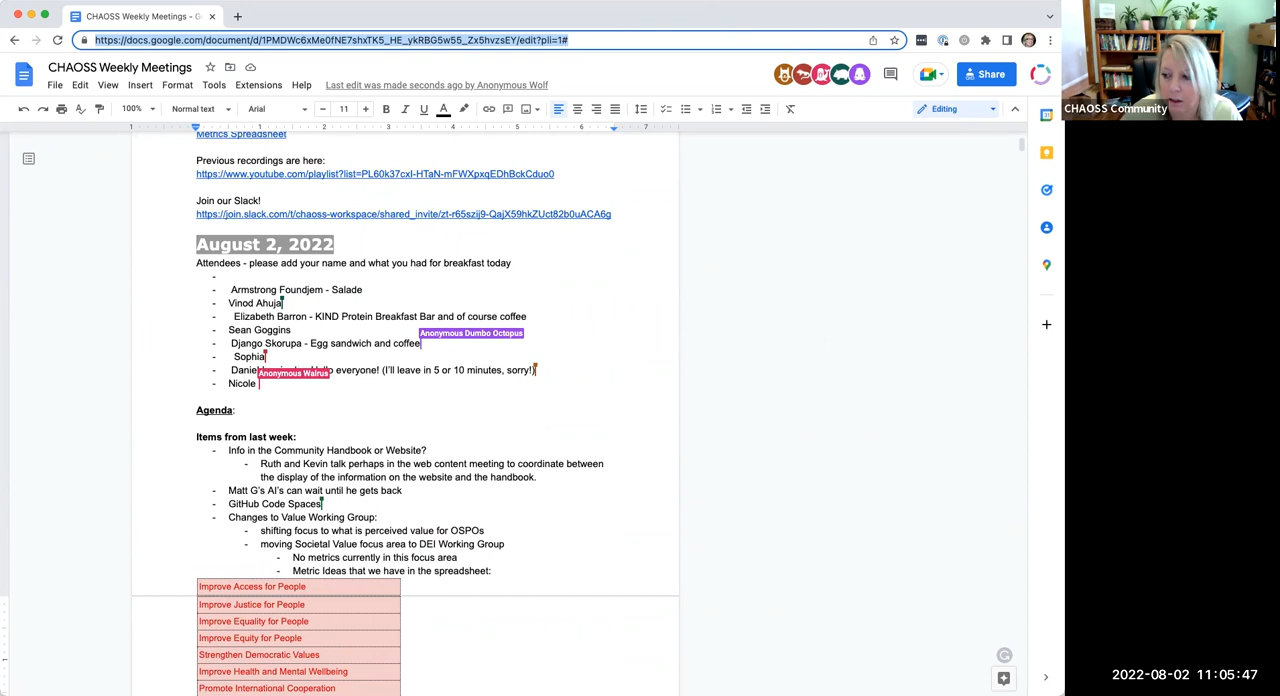 CHAOSS Weekly Meetings - G
https://docs.google.com/document/d/1PMDWc6xMe0fNE7shxTK5_HE_ykRBG5w55_Zx5hvzsEY/edit?pli=1#
CHAOSS Weekly Meetings
File Edit View Insert Format Tools Extensions Help Last edit was made seconds ago by Anonymous Wolf
Share
100% Normal text Arial 11 Editing
1 1 2 3 4 5 6 7
Metrics Spreadsheet
Previous recordings are here:
https://www.youtube.com/playlist?list=PL60k37cxI-HTaN-mFWXpxqEDhBckCduo0
Join our Slack!
https://join.slack.com/t/chaoss-workspace/shared_invite/zt-r65szij9-QajX59hkZUct82b0uACA6g
August 2, 2022
Attendees - please add your name and what you had for breakfast today
-
- Armstrong Foundjem - Salade
- Vinod Ahuja
- Elizabeth Barron - KIND Protein Breakfast Bar and of course coffee
- Sean Goggins
Anonymous Dumbo Octopus
- Django Skorupa - Egg sandwich and coffee
- Sophia
- Daniel everyone! (I'll leave in 5 or 10 minutes, sorry!)
Anonymous Walrus
- Nicole
Agenda:
Items from last week:
- Info in the Community Handbook or Website?
- Ruth and Kevin talk perhaps in the web content meeting to coordinate between
the display of the information on the website and the handbook.
- Matt G's AI's can wait until he gets back
- GitHub Code Spaces
- Changes to Value Working Group:
- shifting focus to what is perceived value for OSPOs
- moving Societal Value focus area to DEI Working Group
- No metrics currently in this focus area
- Metric Ideas that we have in the spreadsheet:
Improve Access for People
Improve Justice for People
Improve Equality for People
Improve Equity for People
Strengthen Democratic Values
Improve Health and Mental Wellbeing
Promote International Cooperation
CHAOSS Community
2022-08-02 11:05:47